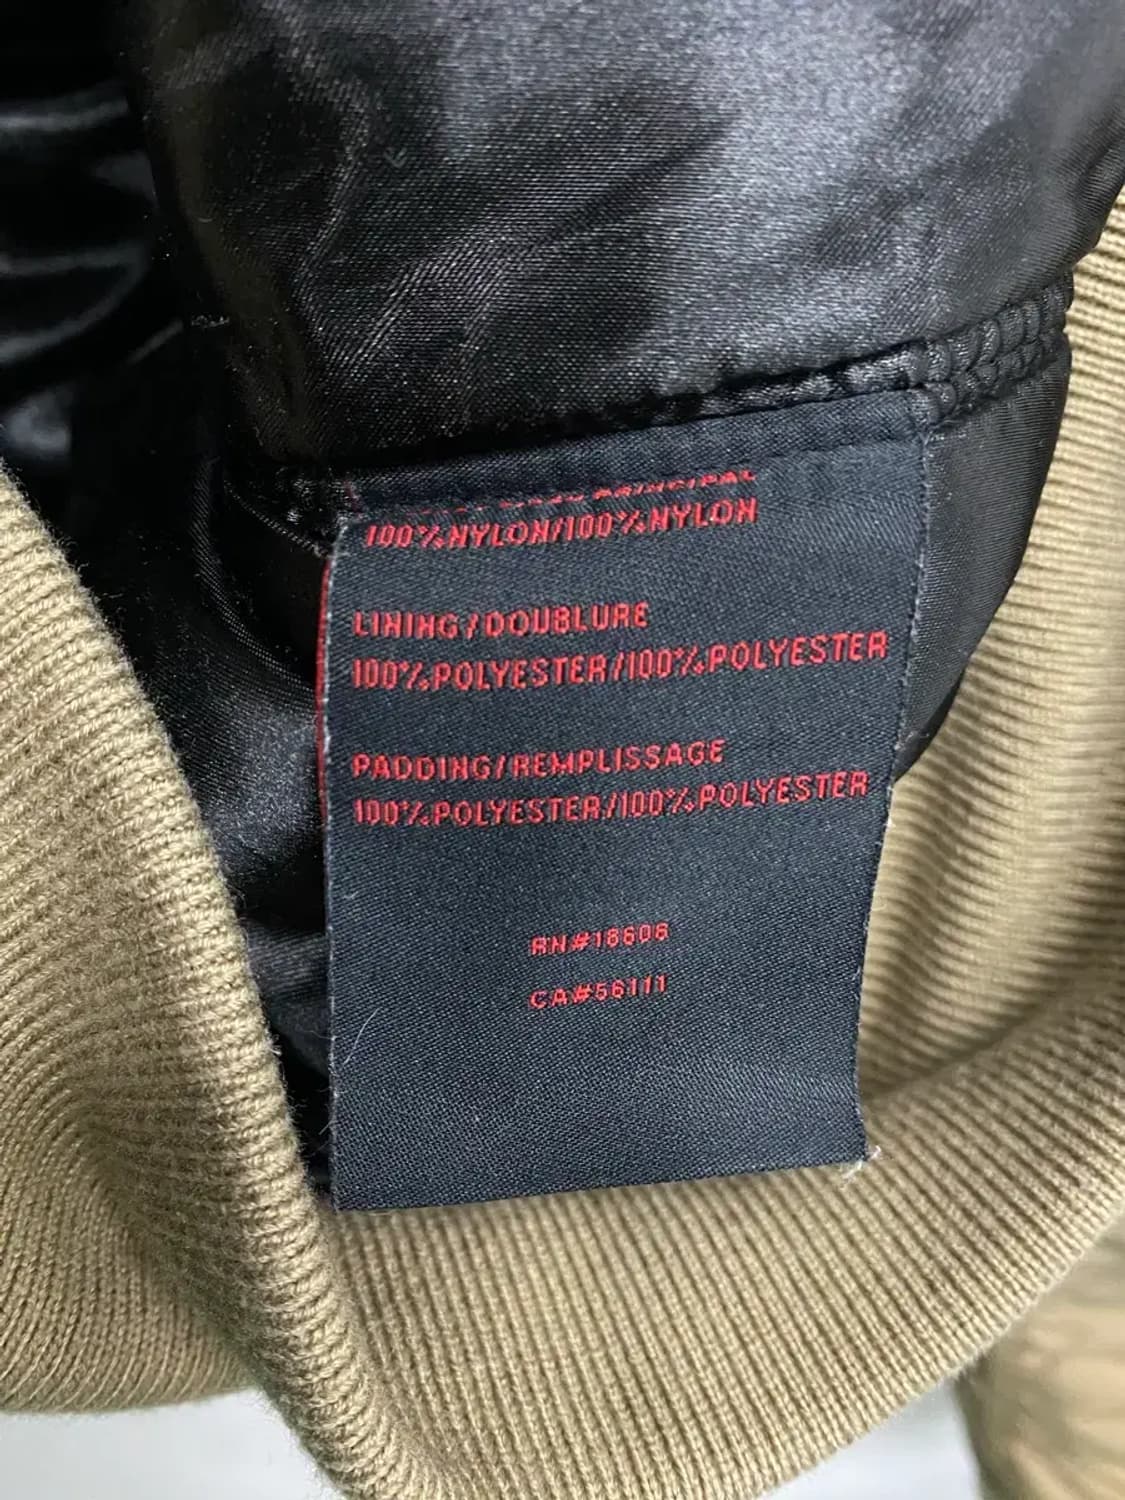 PRINCIPAL
100%NYLON/100%NYLON
LINING/DOUBLURE
100%POLYESTER/100%POLYESTER
PADDING/REMPLISSAGE
100%POLYESTER/100%POLYESTER
RN#18606
CA#56111